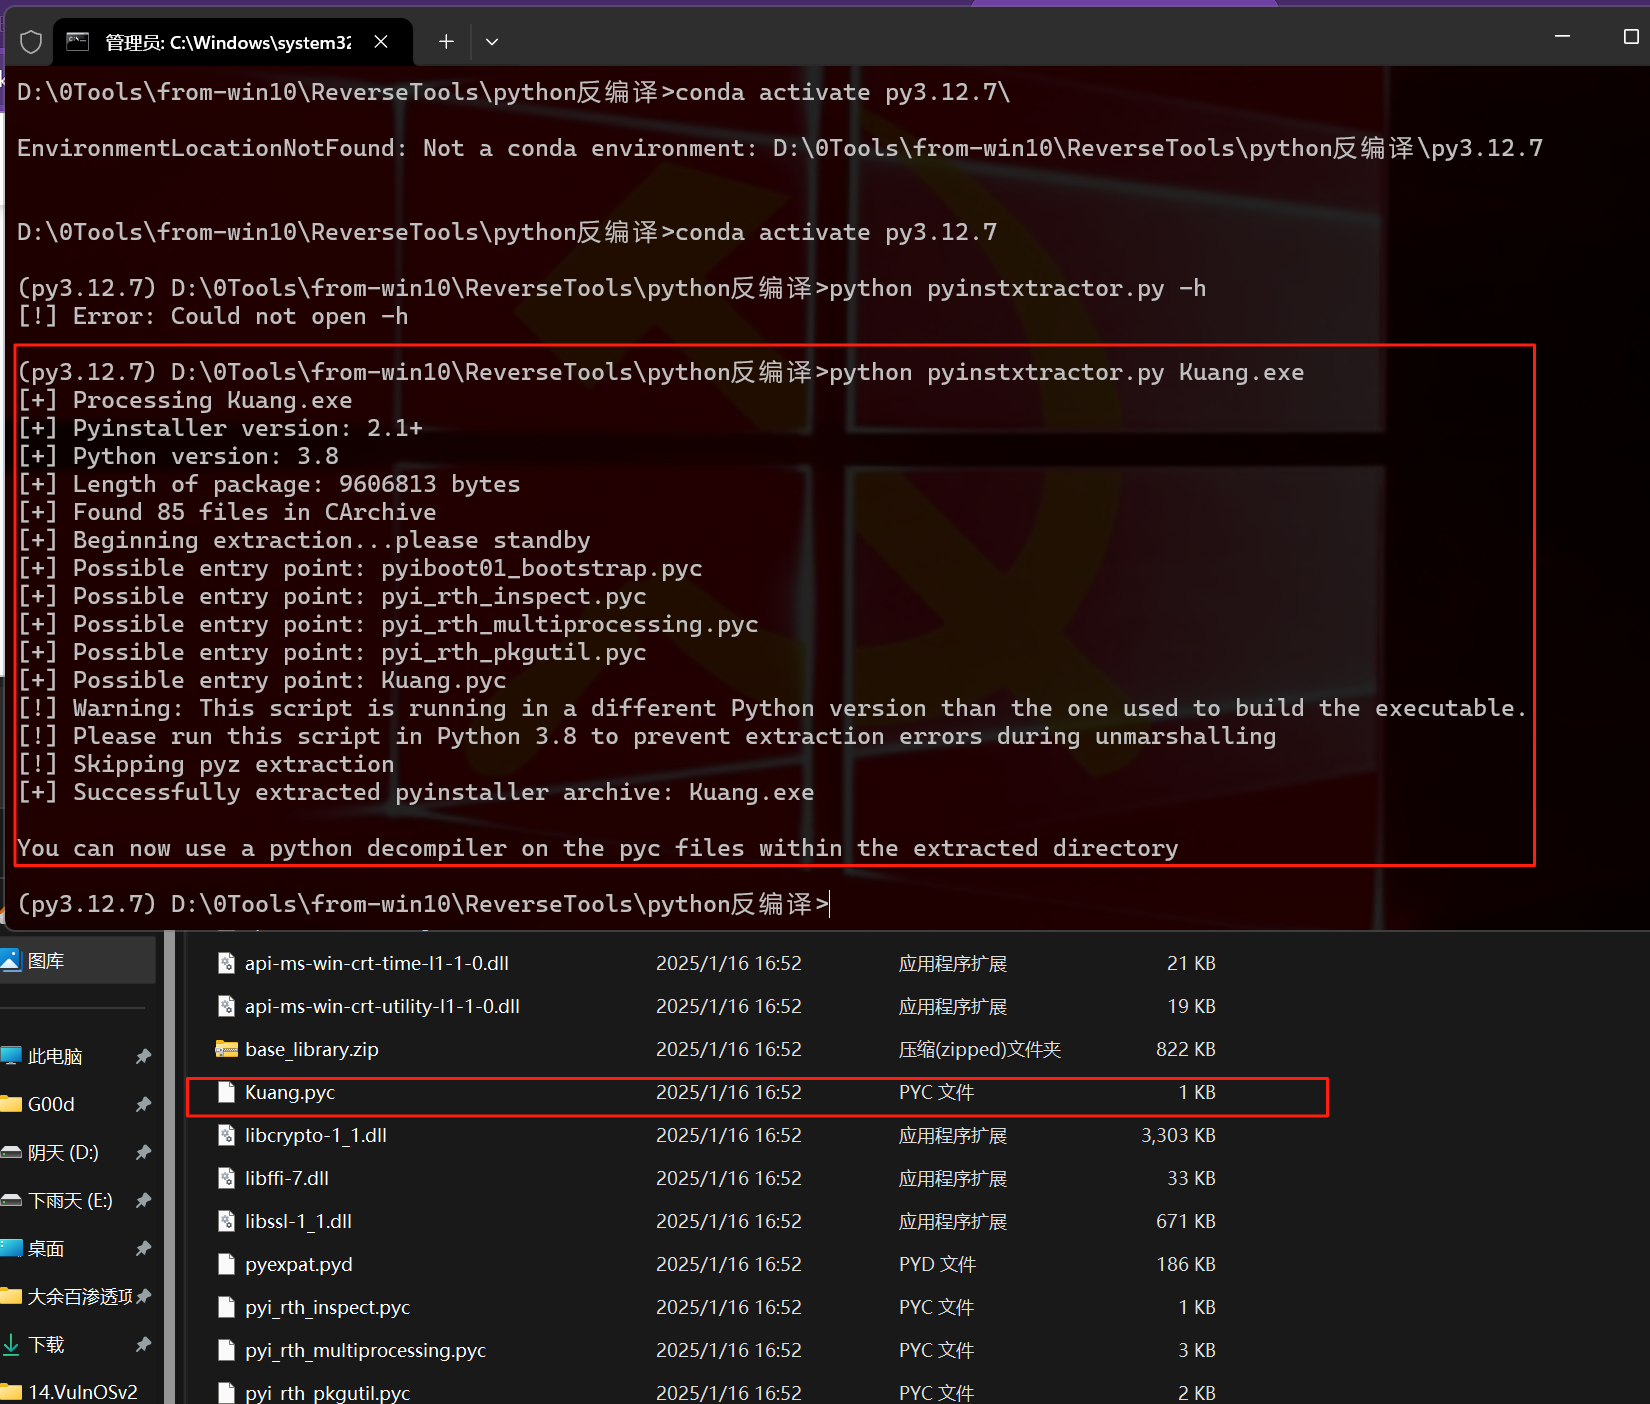 管理员: C:\Windows\system32
D:\0Tools\from-win10\ReverseTools\python反编译>conda activate py3.12.7\
EnvironmentLocationNotFound: Not a conda environment: D:\0Tools\from-win10\ReverseTools\python反编译\py3.12.7
D:\0Tools\from-win10\ReverseTools\python反编译>conda activate py3.12.7
(py3.12.7) D:\0Tools\from-win10\ReverseTools\python反编译>python pyinstxtractor.py -h
[!] Error: Could not open -h
(py3.12.7) D:\0Tools\from-win10\ReverseTools\python反编译>python pyinstxtractor.py Kuang.exe
[+] Processing Kuang.exe
[+] Pyinstaller version: 2.1+
[+] Python version: 3.8
[+] Length of package: 9606813 bytes
[+] Found 85 files in CArchive
[+] Beginning extraction...please standby
[+] Possible entry point: pyiboot01_bootstrap.pyc
[+] Possible entry point: pyi_rth_inspect.pyc
[+] Possible entry point: pyi_rth_multiprocessing.pyc
[+] Possible entry point: pyi_rth_pkgutil.pyc
[+] Possible entry point: Kuang.pyc
[!] Warning: This script is running in a different Python version than the one used to build the executable.
[!] Please run this script in Python 3.8 to prevent extraction errors during unmarshalling
[!] Skipping pyz extraction
[+] Successfully extracted pyinstaller archive: Kuang.exe
You can now use a python decompiler on the pyc files within the extracted directory
(py3.12.7) D:\0Tools\from-win10\ReverseTools\python反编译>
图库
此电脑
G00d
阴天 (D:)
下雨天 (E:)
桌面
大余百渗透项
下载
14.VulnOSv2
api-ms-win-crt-time-l1-1-0.dll 2025/1/16 16:52 应用程序扩展 21 KB
api-ms-win-crt-utility-l1-1-0.dll 2025/1/16 16:52 应用程序扩展 19 KB
base_library.zip 2025/1/16 16:52 压缩(zipped)文件夹 822 KB
Kuang.pyc 2025/1/16 16:52 PYC 文件 1 KB
libcrypto-1_1.dll 2025/1/16 16:52 应用程序扩展 3,303 KB
libffi-7.dll 2025/1/16 16:52 应用程序扩展 33 KB
libssl-1_1.dll 2025/1/16 16:52 应用程序扩展 671 KB
pyexpat.pyd 2025/1/16 16:52 PYD 文件 186 KB
pyi_rth_inspect.pyc 2025/1/16 16:52 PYC 文件 1 KB
pyi_rth_multiprocessing.pyc 2025/1/16 16:52 PYC 文件 3 KB
pyi_rth_pkgutil.pyc 2025/1/16 16:52 PYC 文件 2 KB